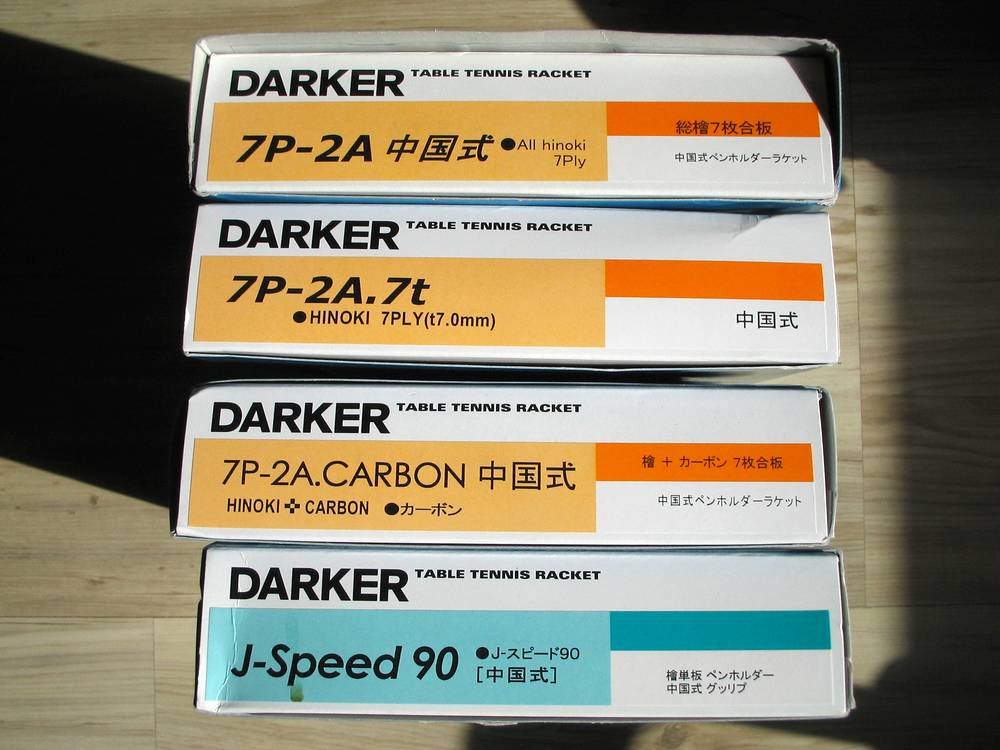 DARKER TABLE TENNIS RACKET
7P-2A 中国式 ●All hinoki
7Ply
総檜7枚合板
中国式ペンホルダーラケット
DARKER TABLE TENNIS RACKET
7P-2A.7t
●HINOKI 7PLY(t7.0mm)
中国式
DARKER TABLE TENNIS RACKET
7P-2A.CARBON 中国式
HINOKI✣CARBON ●カーボン
檜 + カーボン 7枚合板
中国式ペンホルダーラケット
DARKER TABLE TENNIS RACKET
J-Speed 90 ●J-スピード90
[中国式]
檜単板 ペンホルダー
中国式 グッリプ